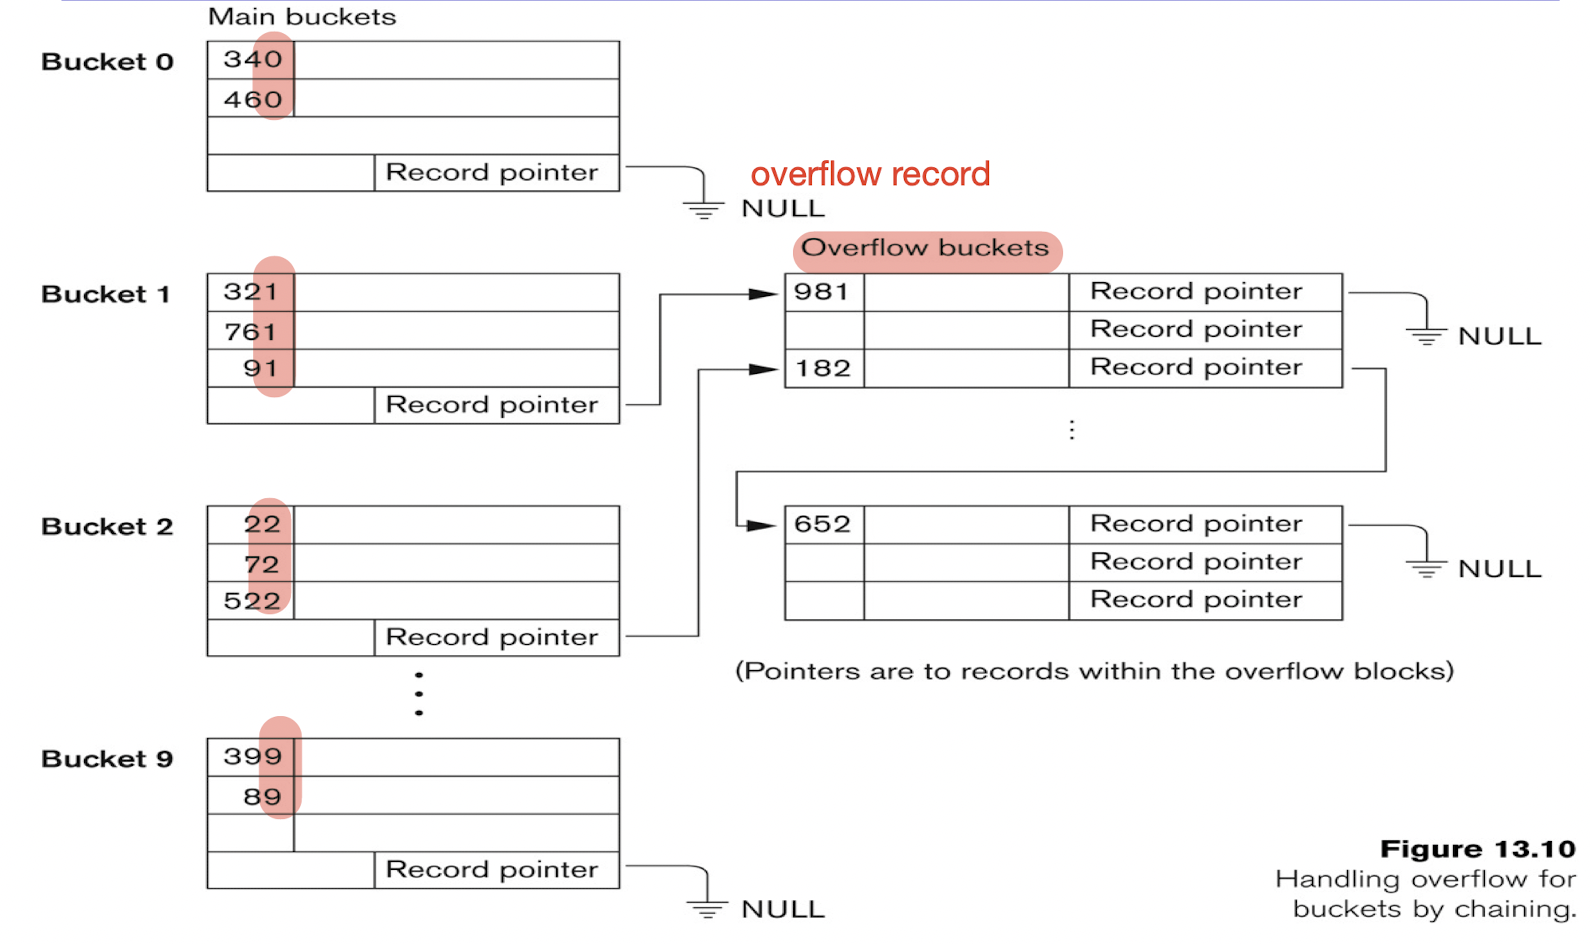 Main buckets
Bucket 0
340
460
Record pointer
NULL
overflow record
Overflow buckets
Bucket 1
321
761
91
Record pointer
981 Record pointer
NULL
Record pointer
182 Record pointer
Bucket 2
22
72
522
Record pointer
652 Record pointer
NULL
Record pointer
Record pointer
(Pointers are to records within the overflow blocks)
Bucket 9
399
89
Record pointer
NULL
Figure 13.10
Handling overflow for
buckets by chaining.